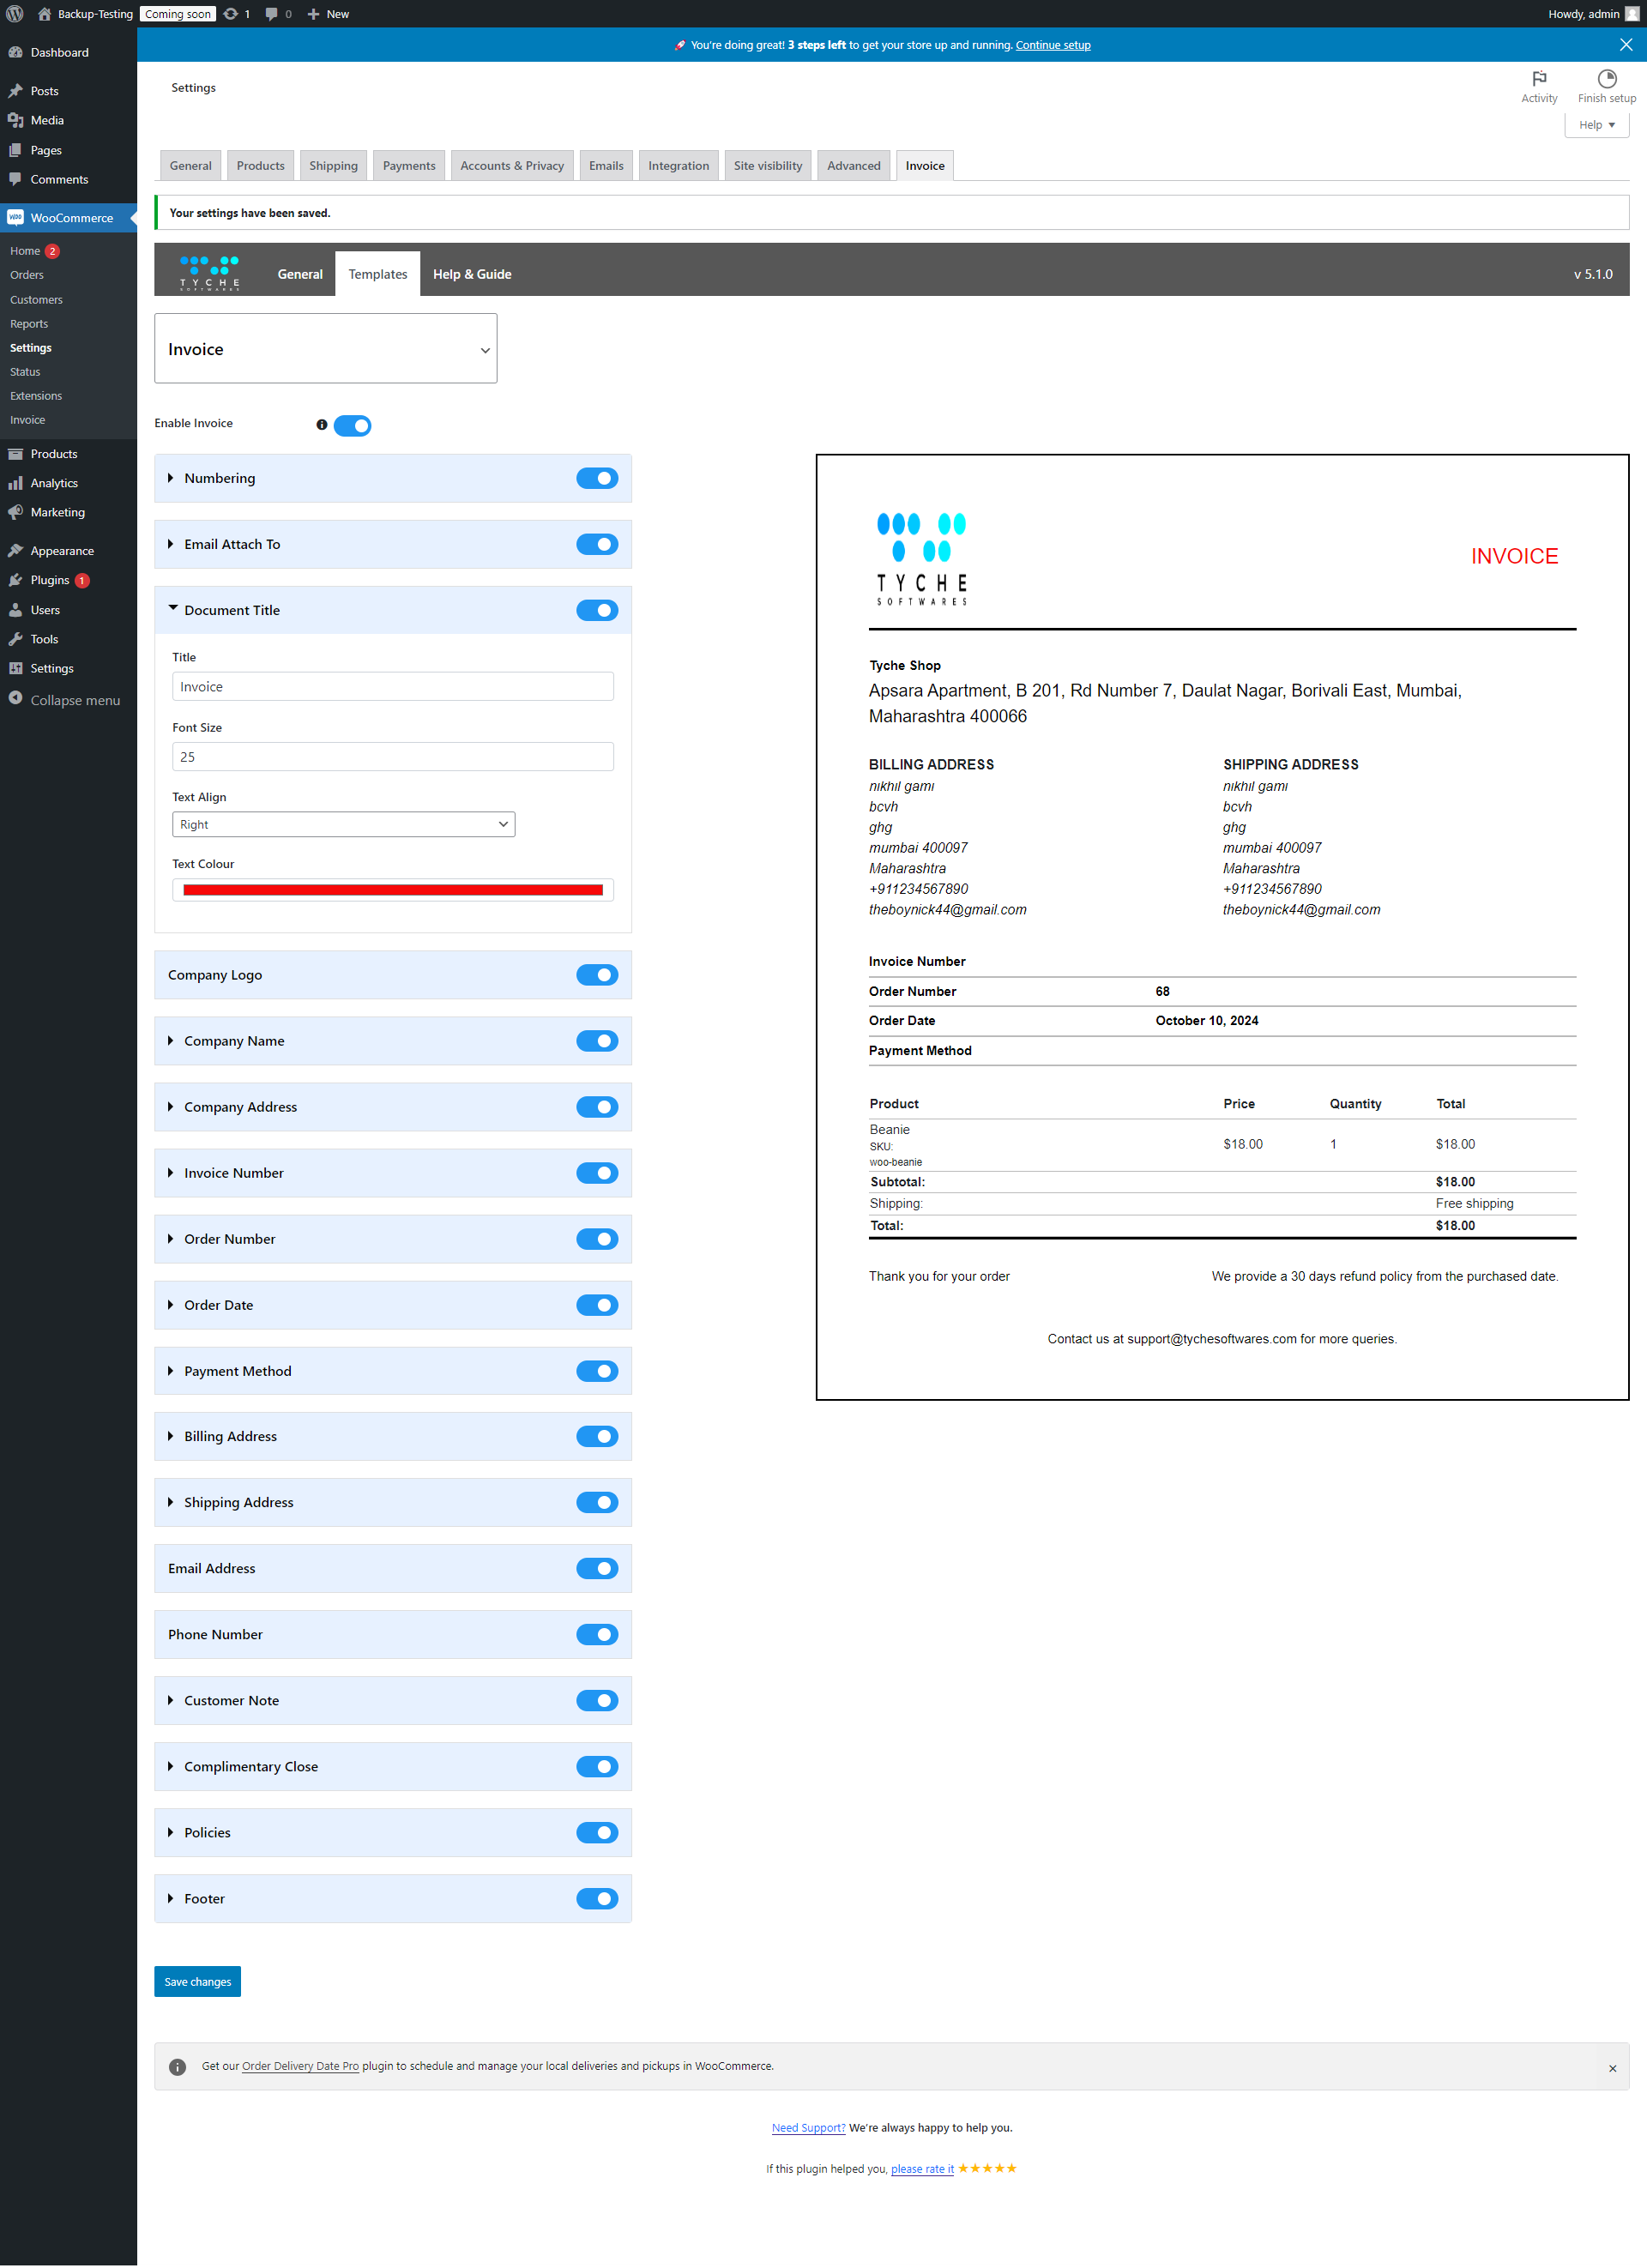 Backup-Testing Coming soon 1 0 New Howdy, admin
Dashboard
Posts
Media
Pages
Comments
WooCommerce
Home 2
Orders
Customers
Reports
Settings
Status
Extensions
Invoice
Products
Analytics
Marketing
Appearance
Plugins 1
Users
Tools
Settings
Collapse menu
You're doing great! 3 steps left to get your store up and running. Continue setup
Settings
Activity
Finish setup
Help
General Products Shipping Payments Accounts & Privacy Emails Integration Site visibility Advanced Invoice
Your settings have been saved.
TYCHE
SOFTWARES
General Templates Help & Guide v 5.1.0
Invoice
Enable Invoice
Numbering
Email Attach To
Document Title
Title
Invoice
Font Size
25
Text Align
Right
Text Colour
Company Logo
Company Name
Company Address
Invoice Number
Order Number
Order Date
Payment Method
Billing Address
Shipping Address
Email Address
Phone Number
Customer Note
Complimentary Close
Policies
Footer
Save changes
TYCHE
SOFTWARES
INVOICE
Tyche Shop
Apsara Apartment, B 201, Rd Number 7, Daulat Nagar, Borivali East, Mumbai,
Maharashtra 400066
BILLING ADDRESS
nikhil gami
bcvh
ghg
mumbai 400097
Maharashtra
+911234567890
theboynick44@gmail.com
SHIPPING ADDRESS
nikhil gami
bcvh
ghg
mumbai 400097
Maharashtra
+911234567890
theboynick44@gmail.com
Invoice Number
Order Number 68
Order Date October 10, 2024
Payment Method
Product Price Quantity Total
Beanie
SKU:
woo-beanie
$18.00 1 $18.00
Subtotal: $18.00
Shipping: Free shipping
Total: $18.00
Thank you for your order We provide a 30 days refund policy from the purchased date.
Contact us at support@tychesoftwares.com for more queries.
Get our Order Delivery Date Pro plugin to schedule and manage your local deliveries and pickups in WooCommerce.
Need Support? We're always happy to help you.
If this plugin helped you, please rate it ★★★★★